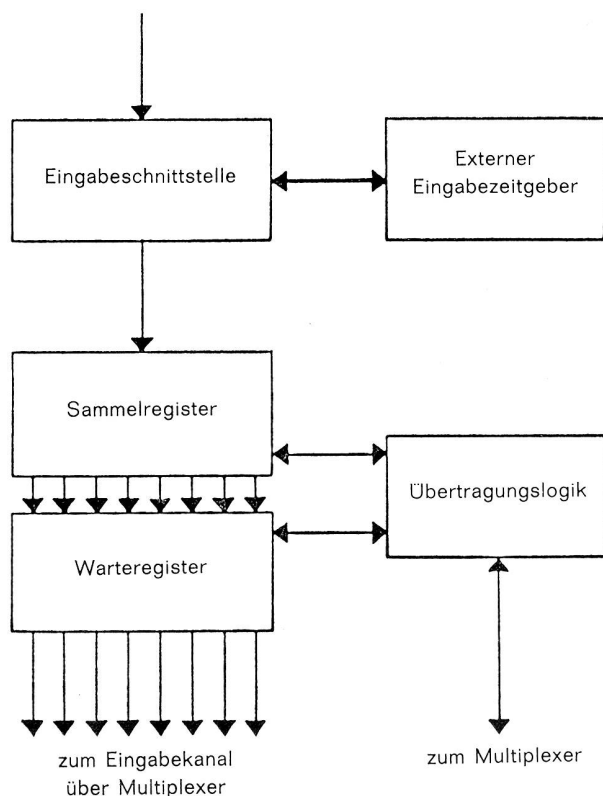 Eingabeschnittstelle
Externer
Eingabezeitgeber
Sammelregister
Übertragungslogik
Warteregister
zum Eingabekanal
über Multiplexer
zum Multiplexer